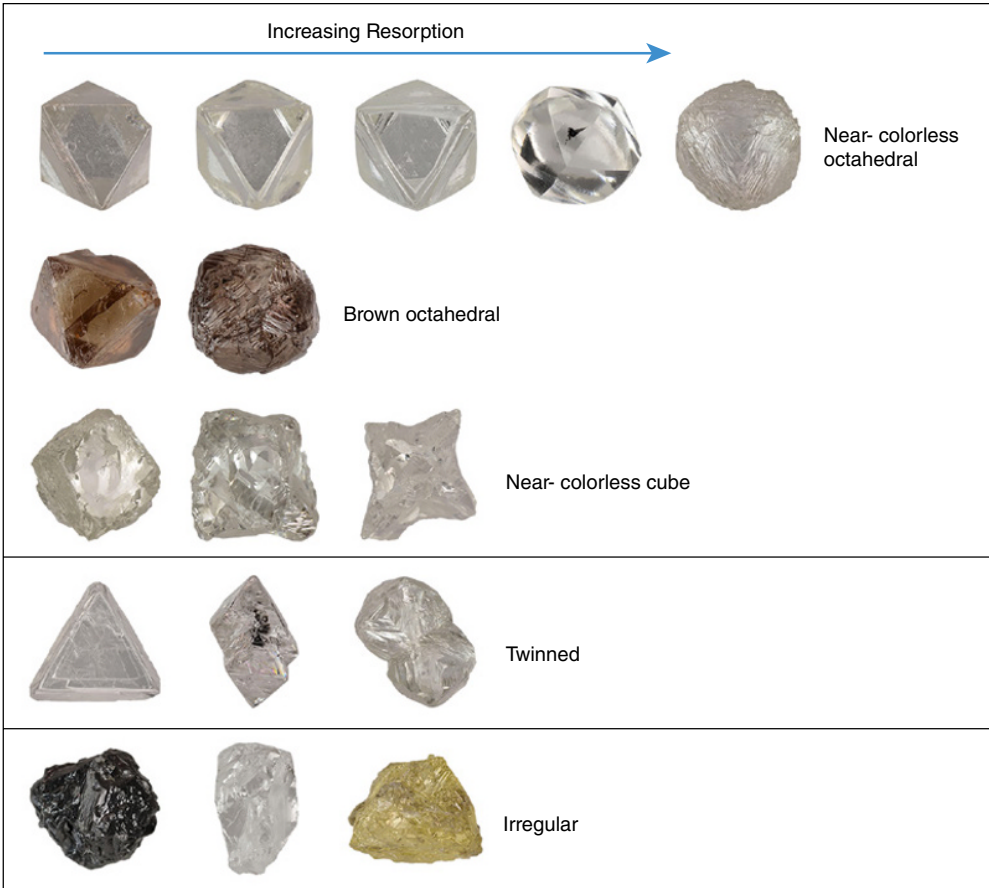 Increasing Resorption
Near- colorless
octahedral
Brown octahedral
Near- colorless cube
Twinned
Irregular